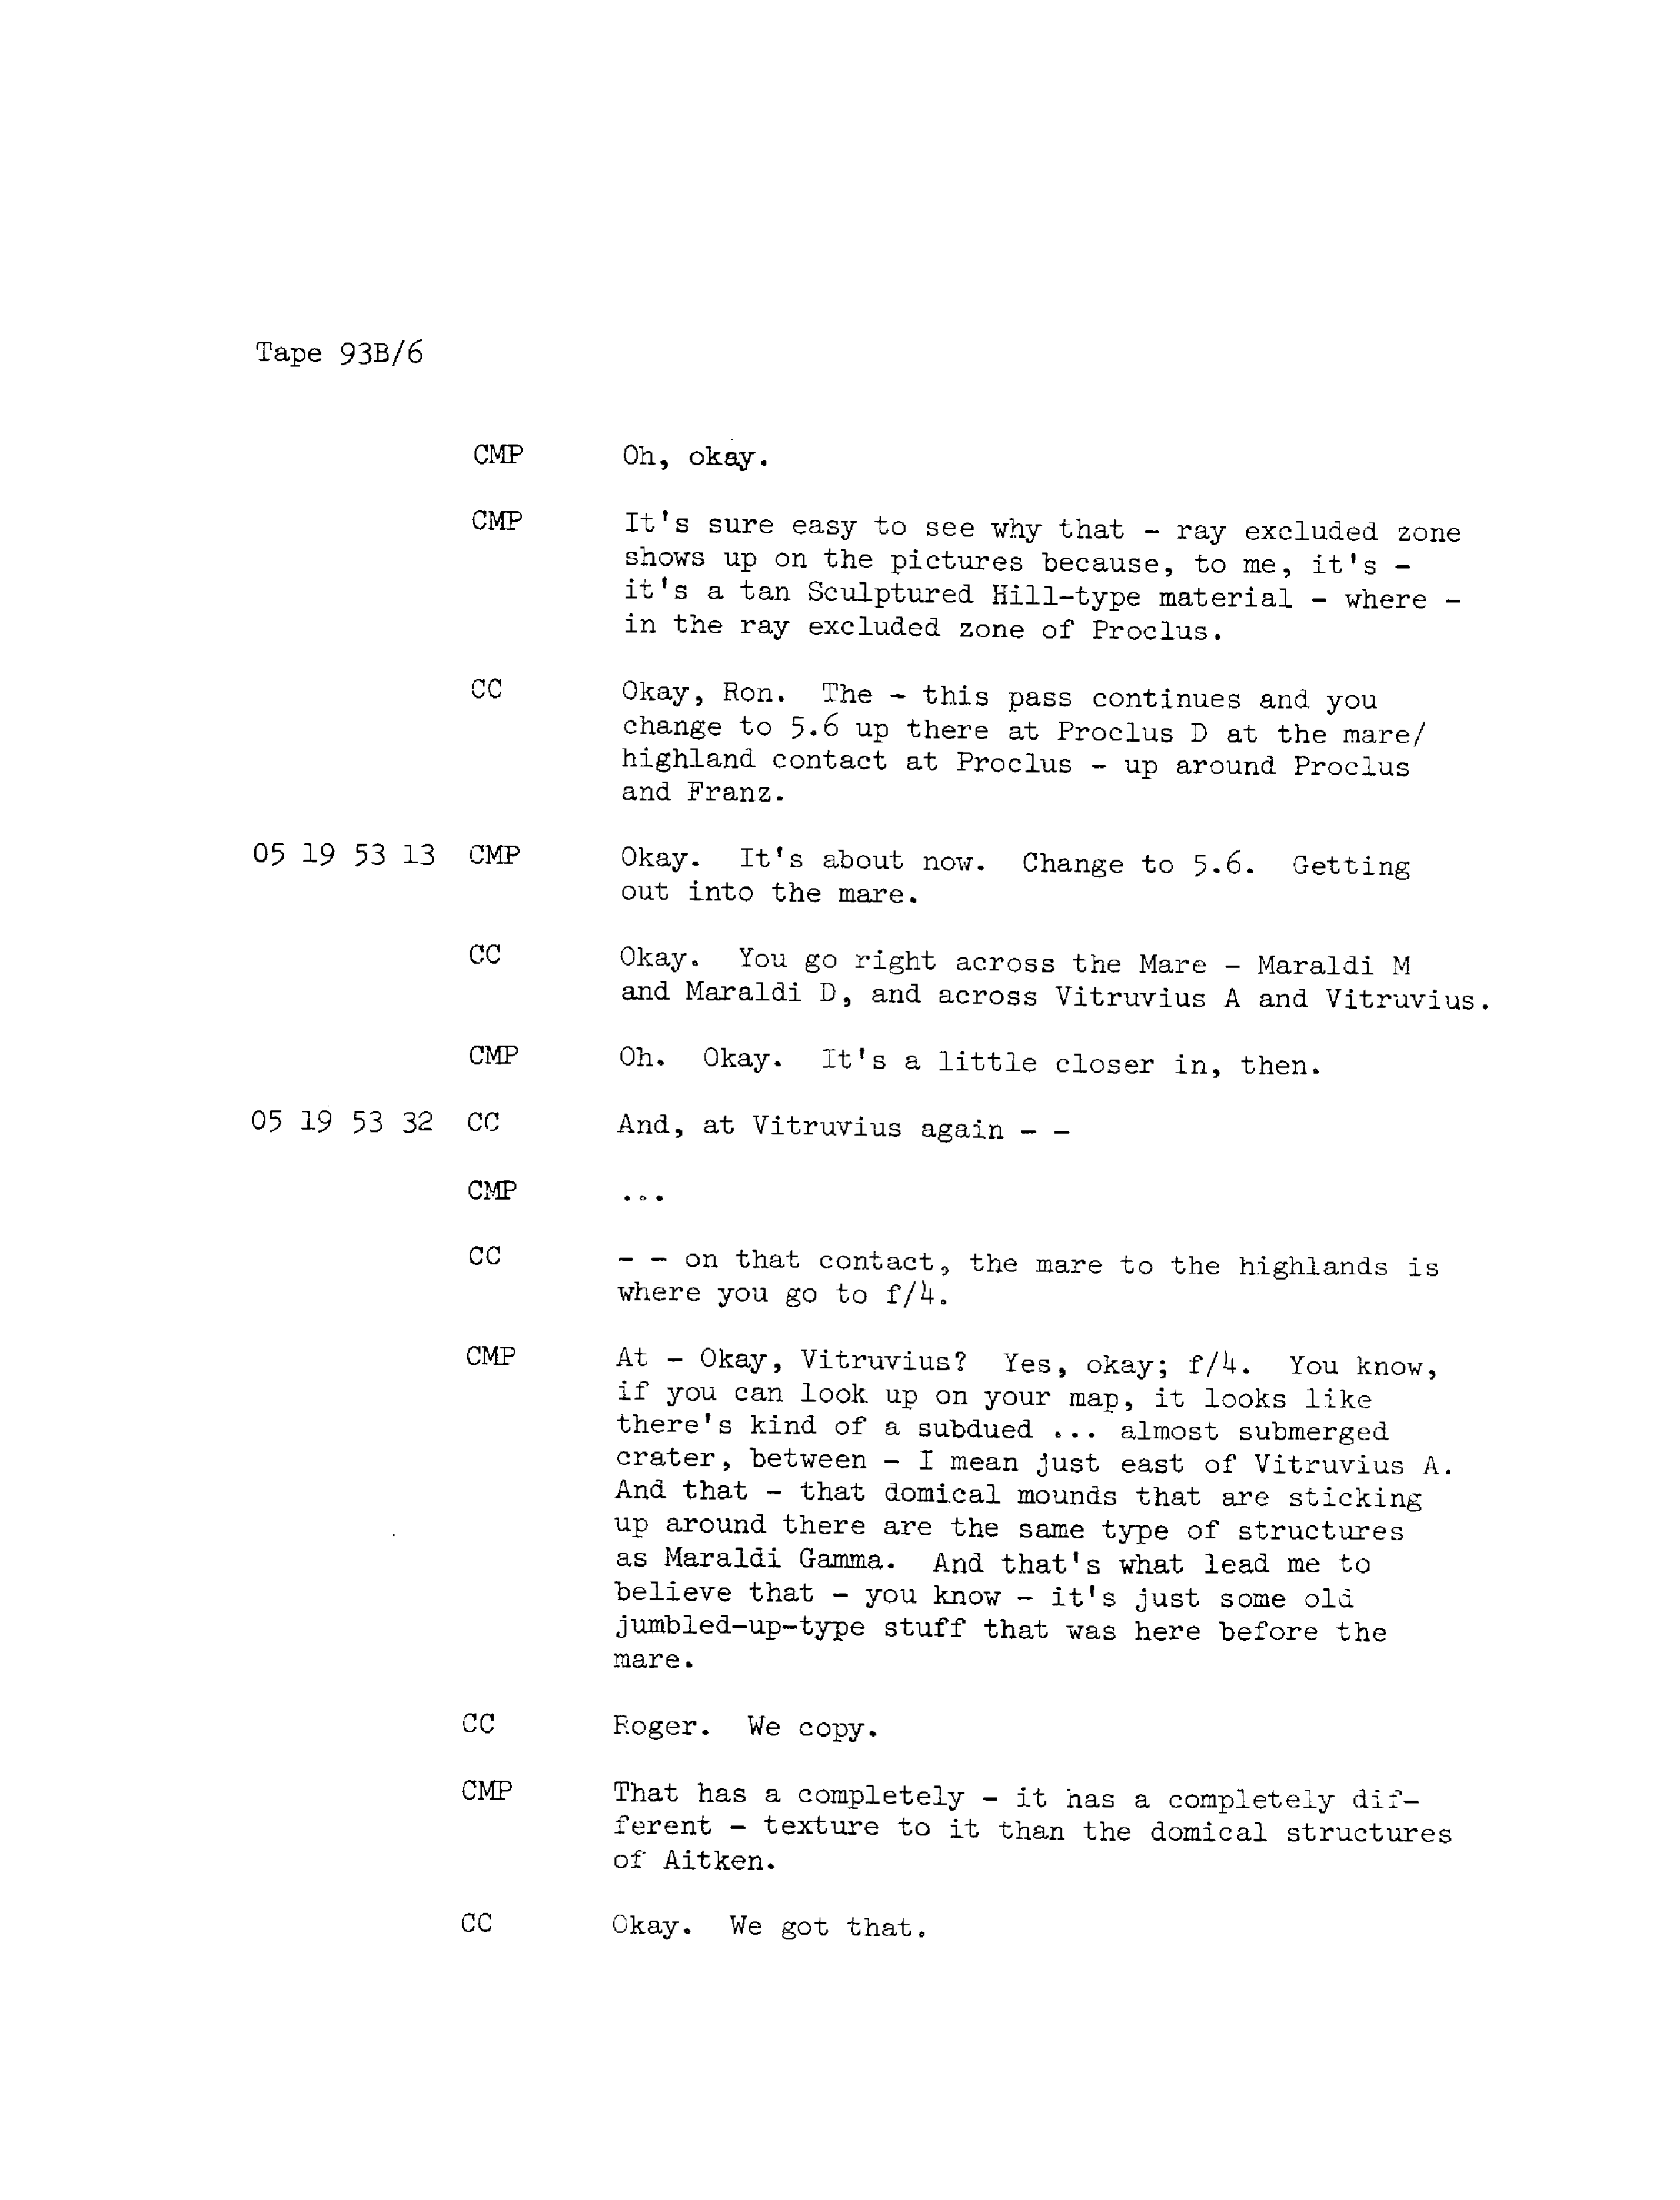 Tape 93B/6
CMP Oh, okay.
CMP It's sure easy to see why that - ray excluded zone
shows up on the pictures because, to me, it's -
it's a tan Sculptured Hill-type material - where -
in the ray excluded zone of Proclus.
CC Okay, Ron. The - this pass continues and you
change to 5.6 up there at Proclus D at the mare/
highland contact at Proclus - up around Proclus
and Franz.
05 19 53 13 CMP Okay. It's about now. Change to 5.6. Getting
out into the mare.
CC Okay. You go right across the Mare - Maraldi M
and Maraldi D, and across Vitruvius A and Vitruvius.
CMP Oh. Okay. It's a little closer in, then.
05 19 53 32 CC And, at Vitruvius again - -
CMP ...
CC - - on that contact, the mare to the highlands is
where you go to f/4.
CMP At - Okay, Vitruvius? Yes, okay; f/4. You know,
if you can look up on your map, it looks like
there's kind of a subdued ... almost submerged
crater, between - I mean just east of Vitruvius A.
And that - that domical mounds that are sticking
up around there are the same type of structures
as Maraldi Gamma. And that's what lead me to
believe that - you know - it's just some old
jumbled-up-type stuff that was here before the
mare.
CC Roger. We copy.
CMP That has a completely - it has a completely dif-
ferent - texture to it than the domical structures
of Aitken.
CC Okay. We got that.